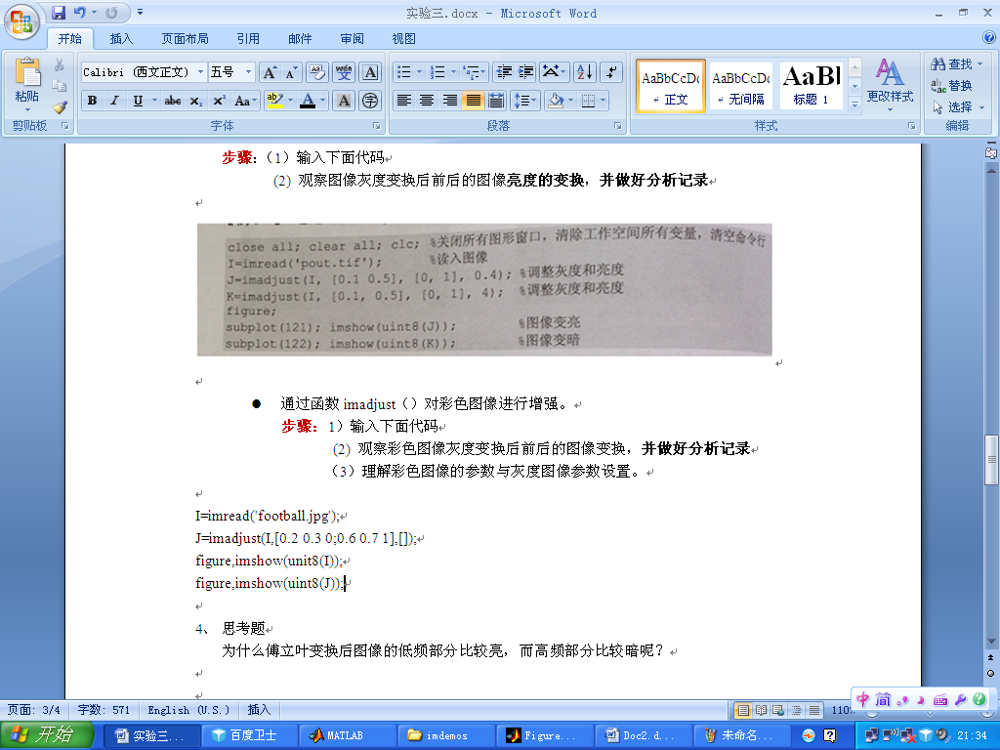 实验三.docx - Microsoft Word
开始 插入 页面布局 引用 邮件 审阅 视图
粘贴 Calibri (西文正文) 五号
AaBbCcDc AaBbCcDc AaBbl
正文 无间隔 标题 1
更改样式
查找
替换
选择
剪贴板 字体 段落 样式 编辑
步骤:（1）输入下面代码
(2) 观察图像灰度变换后前后的图像亮度的变换，并做好分析记录
close all; clear all; clc; %关闭所有图形窗口，清除工作空间所有变量，清空命令行
I=imread('pout.tif'); %读入图像
J=imadjust(I, [0.1 0.5], [0, 1], 0.4); %调整灰度和亮度
K=imadjust(I, [0.1, 0.5], [0, 1], 4); %调整灰度和亮度
figure;
subplot(121); imshow(uint8(J)); %图像变亮
subplot(122); imshow(uint8(K)); %图像变暗
● 通过函数 imadjust（）对彩色图像进行增强。
步骤: 1）输入下面代码
(2) 观察彩色图像灰度变换后前后的图像变换，并做好分析记录
（3）理解彩色图像的参数与灰度图像参数设置。
I=imread('football.jpg');
J=imadjust(I,[0.2 0.3 0;0.6 0.7 1],[]);
figure,imshow(unit8(I));
figure,imshow(uint8(J));
4、 思考题
为什么傅立叶变换后图像的低频部分比较亮，而高频部分比较暗呢？
页面: 3/4 字数: 571 English (U.S.) 插入 110%
中 简
开始 实验三... 百度卫士 MATLAB imdemos Figure... Doc2.d... 未命名... 21:34